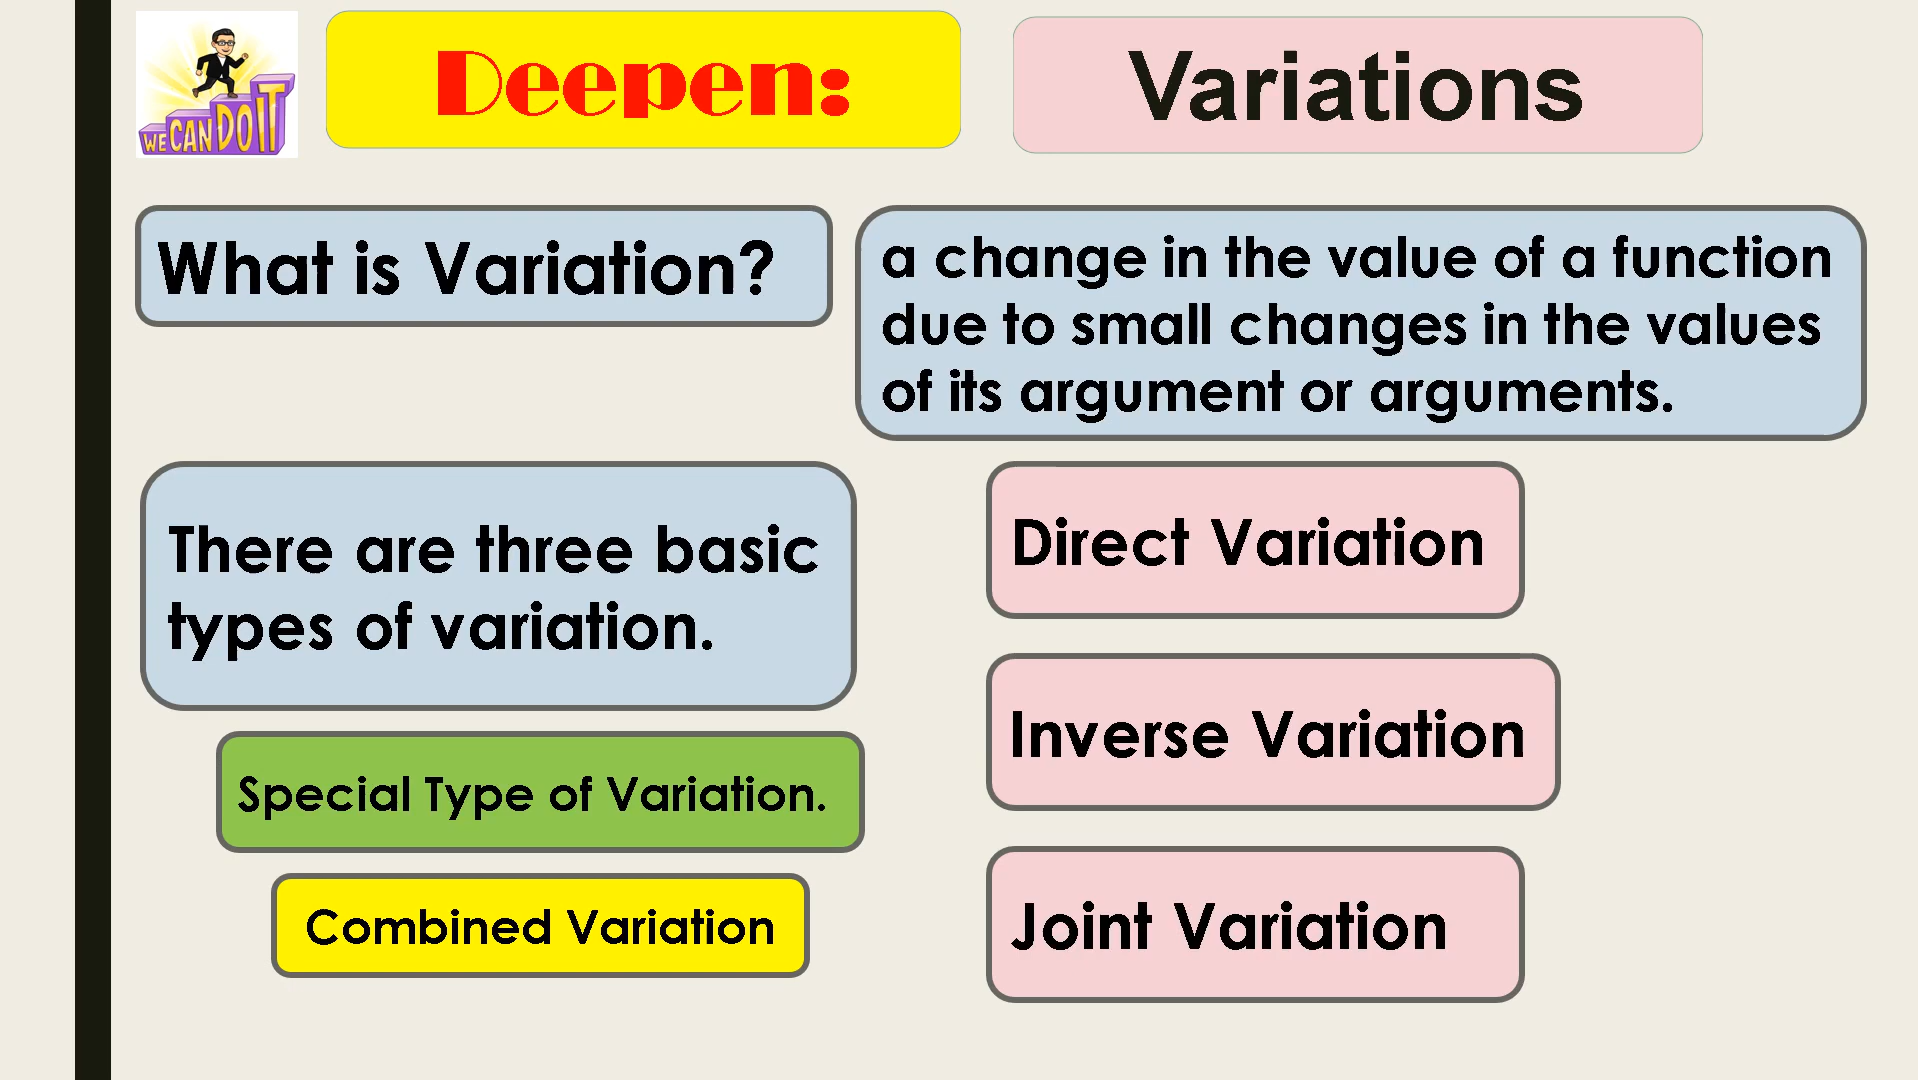 WE CAN DO IT
Deepen:
Variations
What is Variation?
a change in the value of a function
due to small changes in the values
of its argument or arguments.
There are three basic
types of variation.
Direct Variation
Inverse Variation
Joint Variation
Special Type of Variation.
Combined Variation